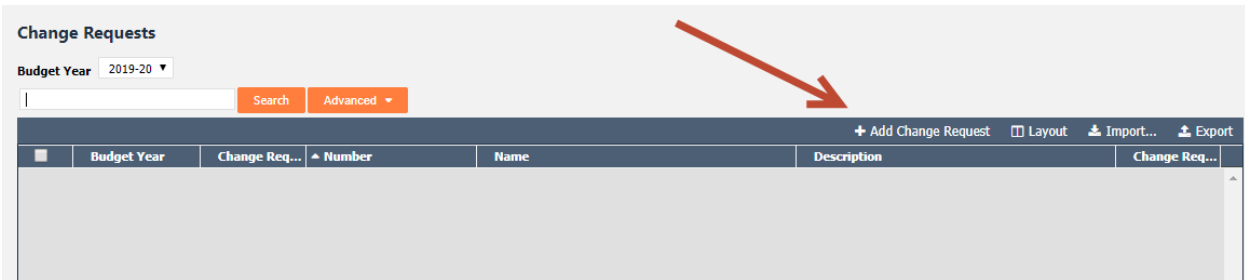 Change Requests
Budget Year 2019-20
Search Advanced
Add Change Request Layout Import... Export
Budget Year Change Req... Number Name Description Change Req...